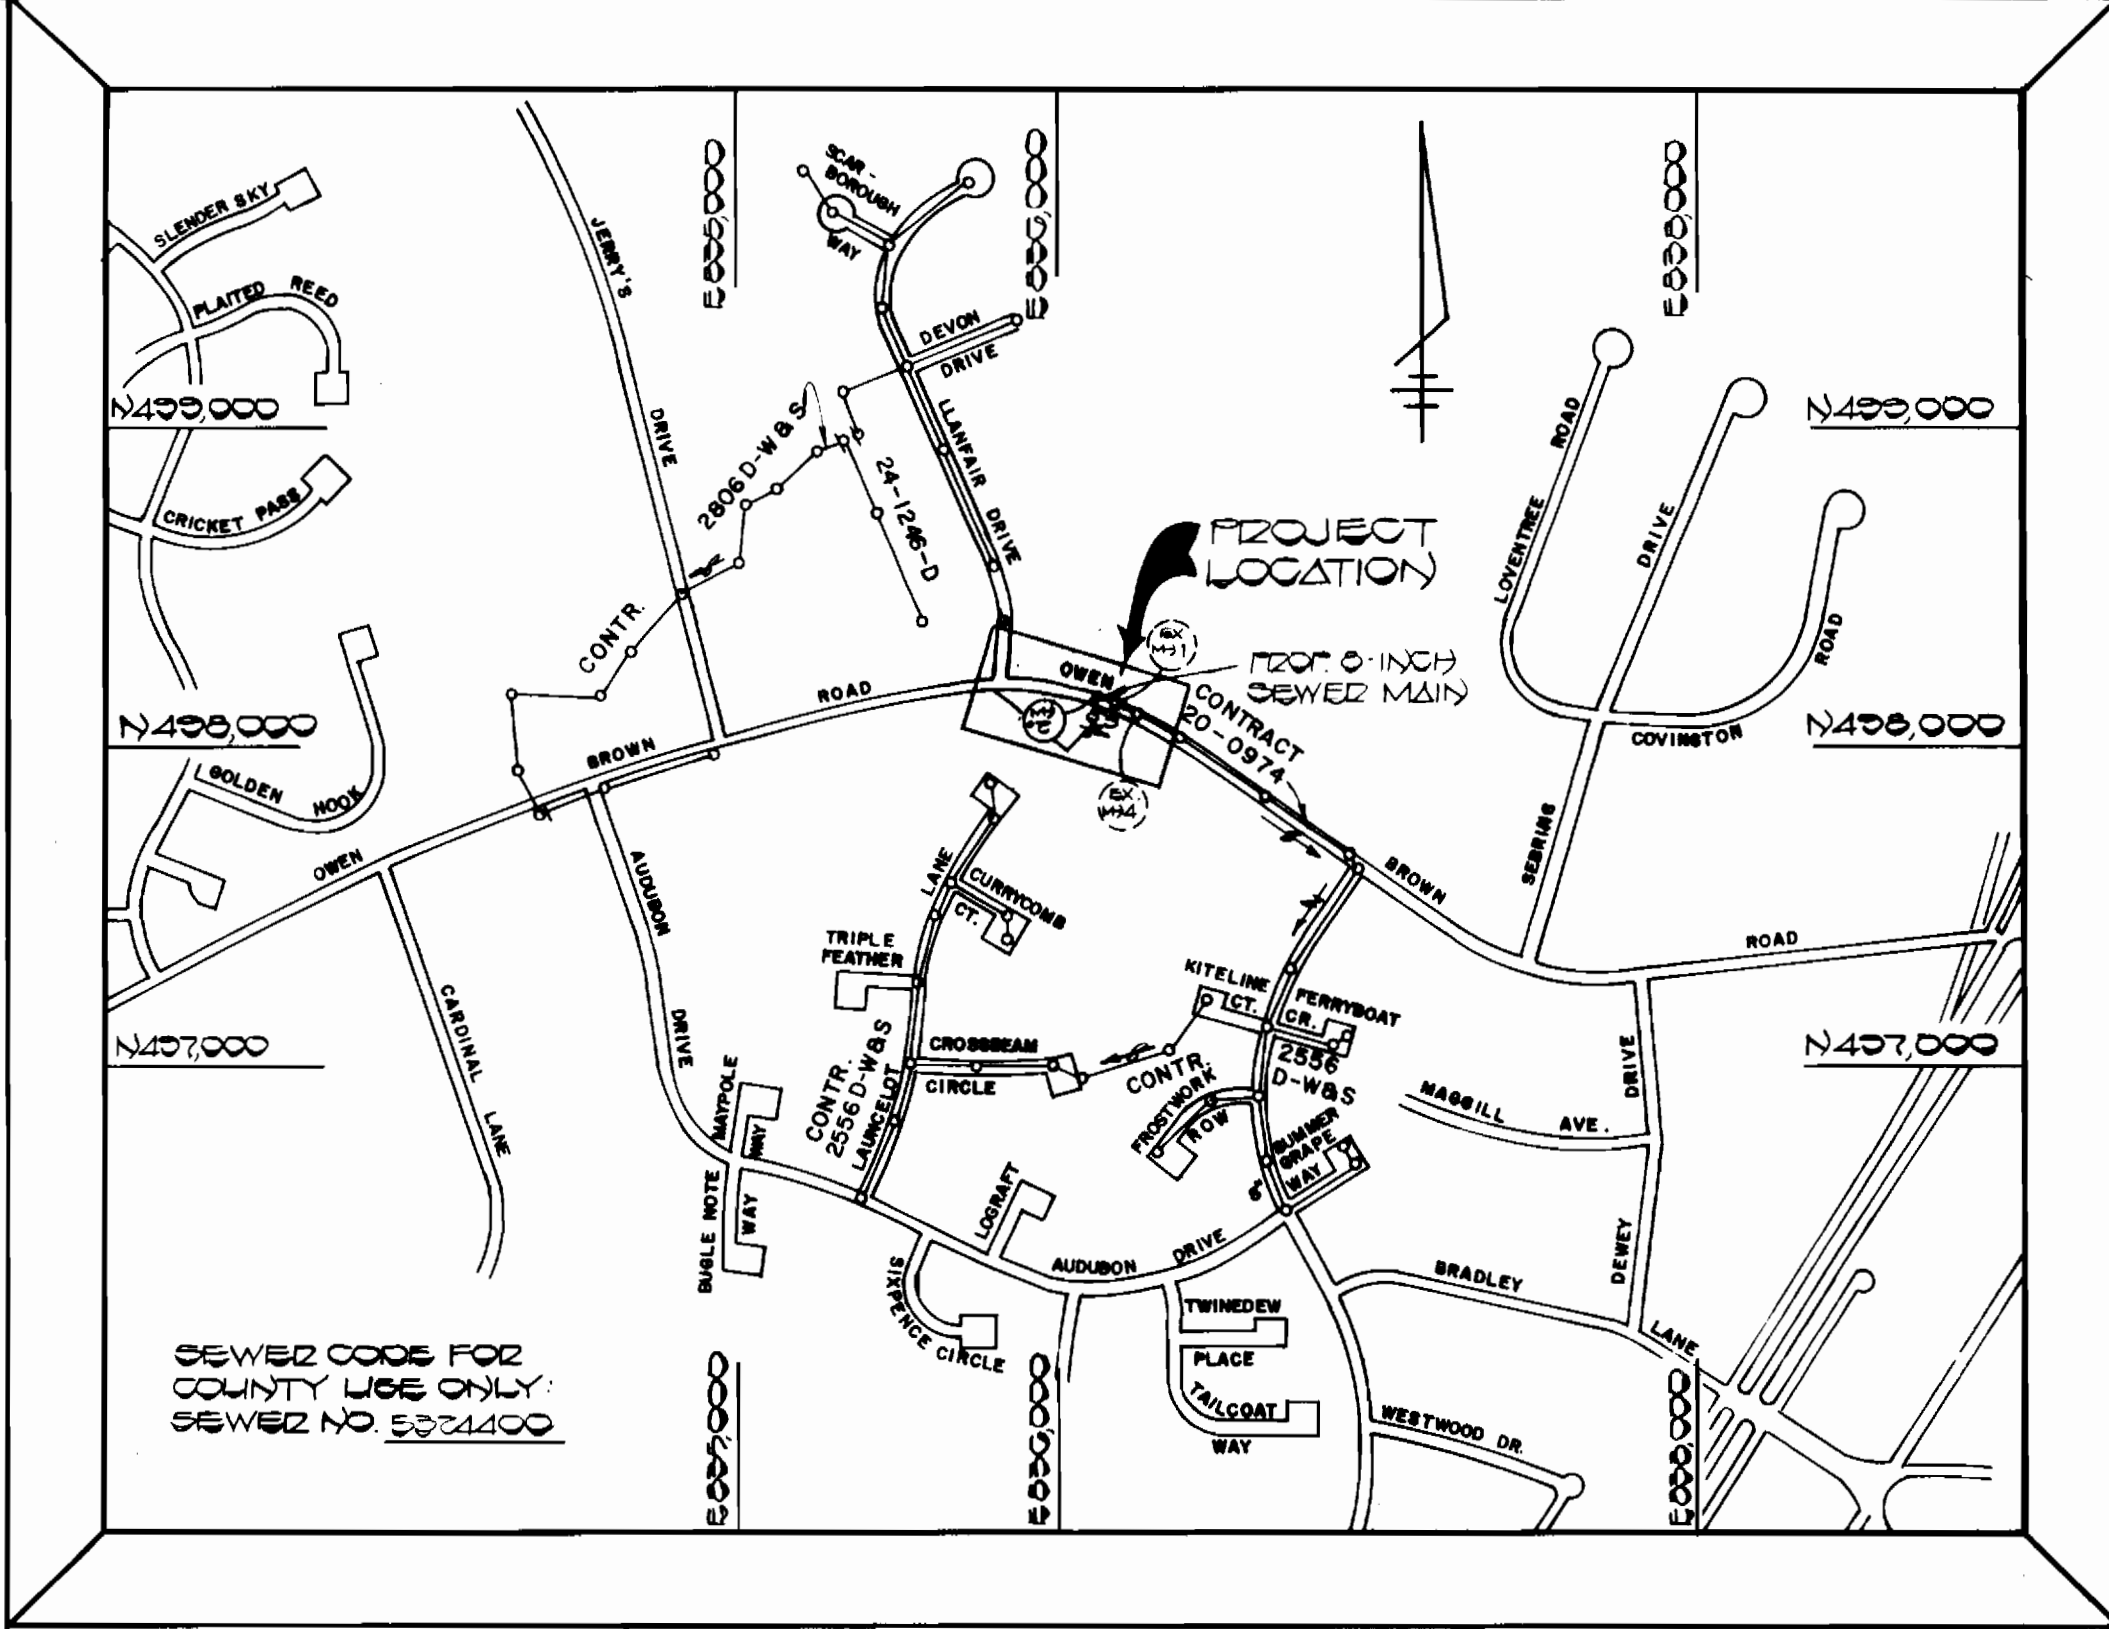 SLENDER SKY
PLAITED REED
N499,000
CRICKET PASS
N498,000
GOLDEN HOOK
N497,000
JERRY'S
DRIVE
E835,000
E836,000
E838,000
SCAR-
BOROUGH
WAY
DEVON
DRIVE
LLANFAIR DRIVE
2806 D-W&S
24-1246-D
CONTR.
PROJECT
LOCATION
EX
MH1
PROP. 8-INCH
SEWER MAIN
OWEN
CONTRACT
20-0974
EX.
MH4
LOVENTREE ROAD
DRIVE
SEBRING
COVINGTON
ROAD
N499,000
N498,000
N497,000
OWEN
BROWN
ROAD
BROWN
ROAD
AUDUBON
DRIVE
CARDINAL LANE
LANE
CURRYCOMB
CT.
TRIPLE
FEATHER
CROSSBEAM
CIRCLE
CONTR.
2556 D-W&S
LAUNCELOT
MAYPOLE
WAY
BUGLE NOTE
WAY
KITELINE
CT.
FERRYBOAT
CR.
CONTR.
2556
D-W&S
FROSTWORK
ROW
SUMMER
GRAPE
WAY
8"
MAGGILL AVE.
DRIVE
DEWEY
LOGRAFT
AUDUBON DRIVE
SIXPENCE CIRCLE
TWINEDEW
PLACE
TAILCOAT
WAY
BRADLEY
LANE
WESTWOOD DR.
SEWER CODE FOR
COUNTY USE ONLY:
SEWER NO. 5324400
E835,000
E836,000
E838,000